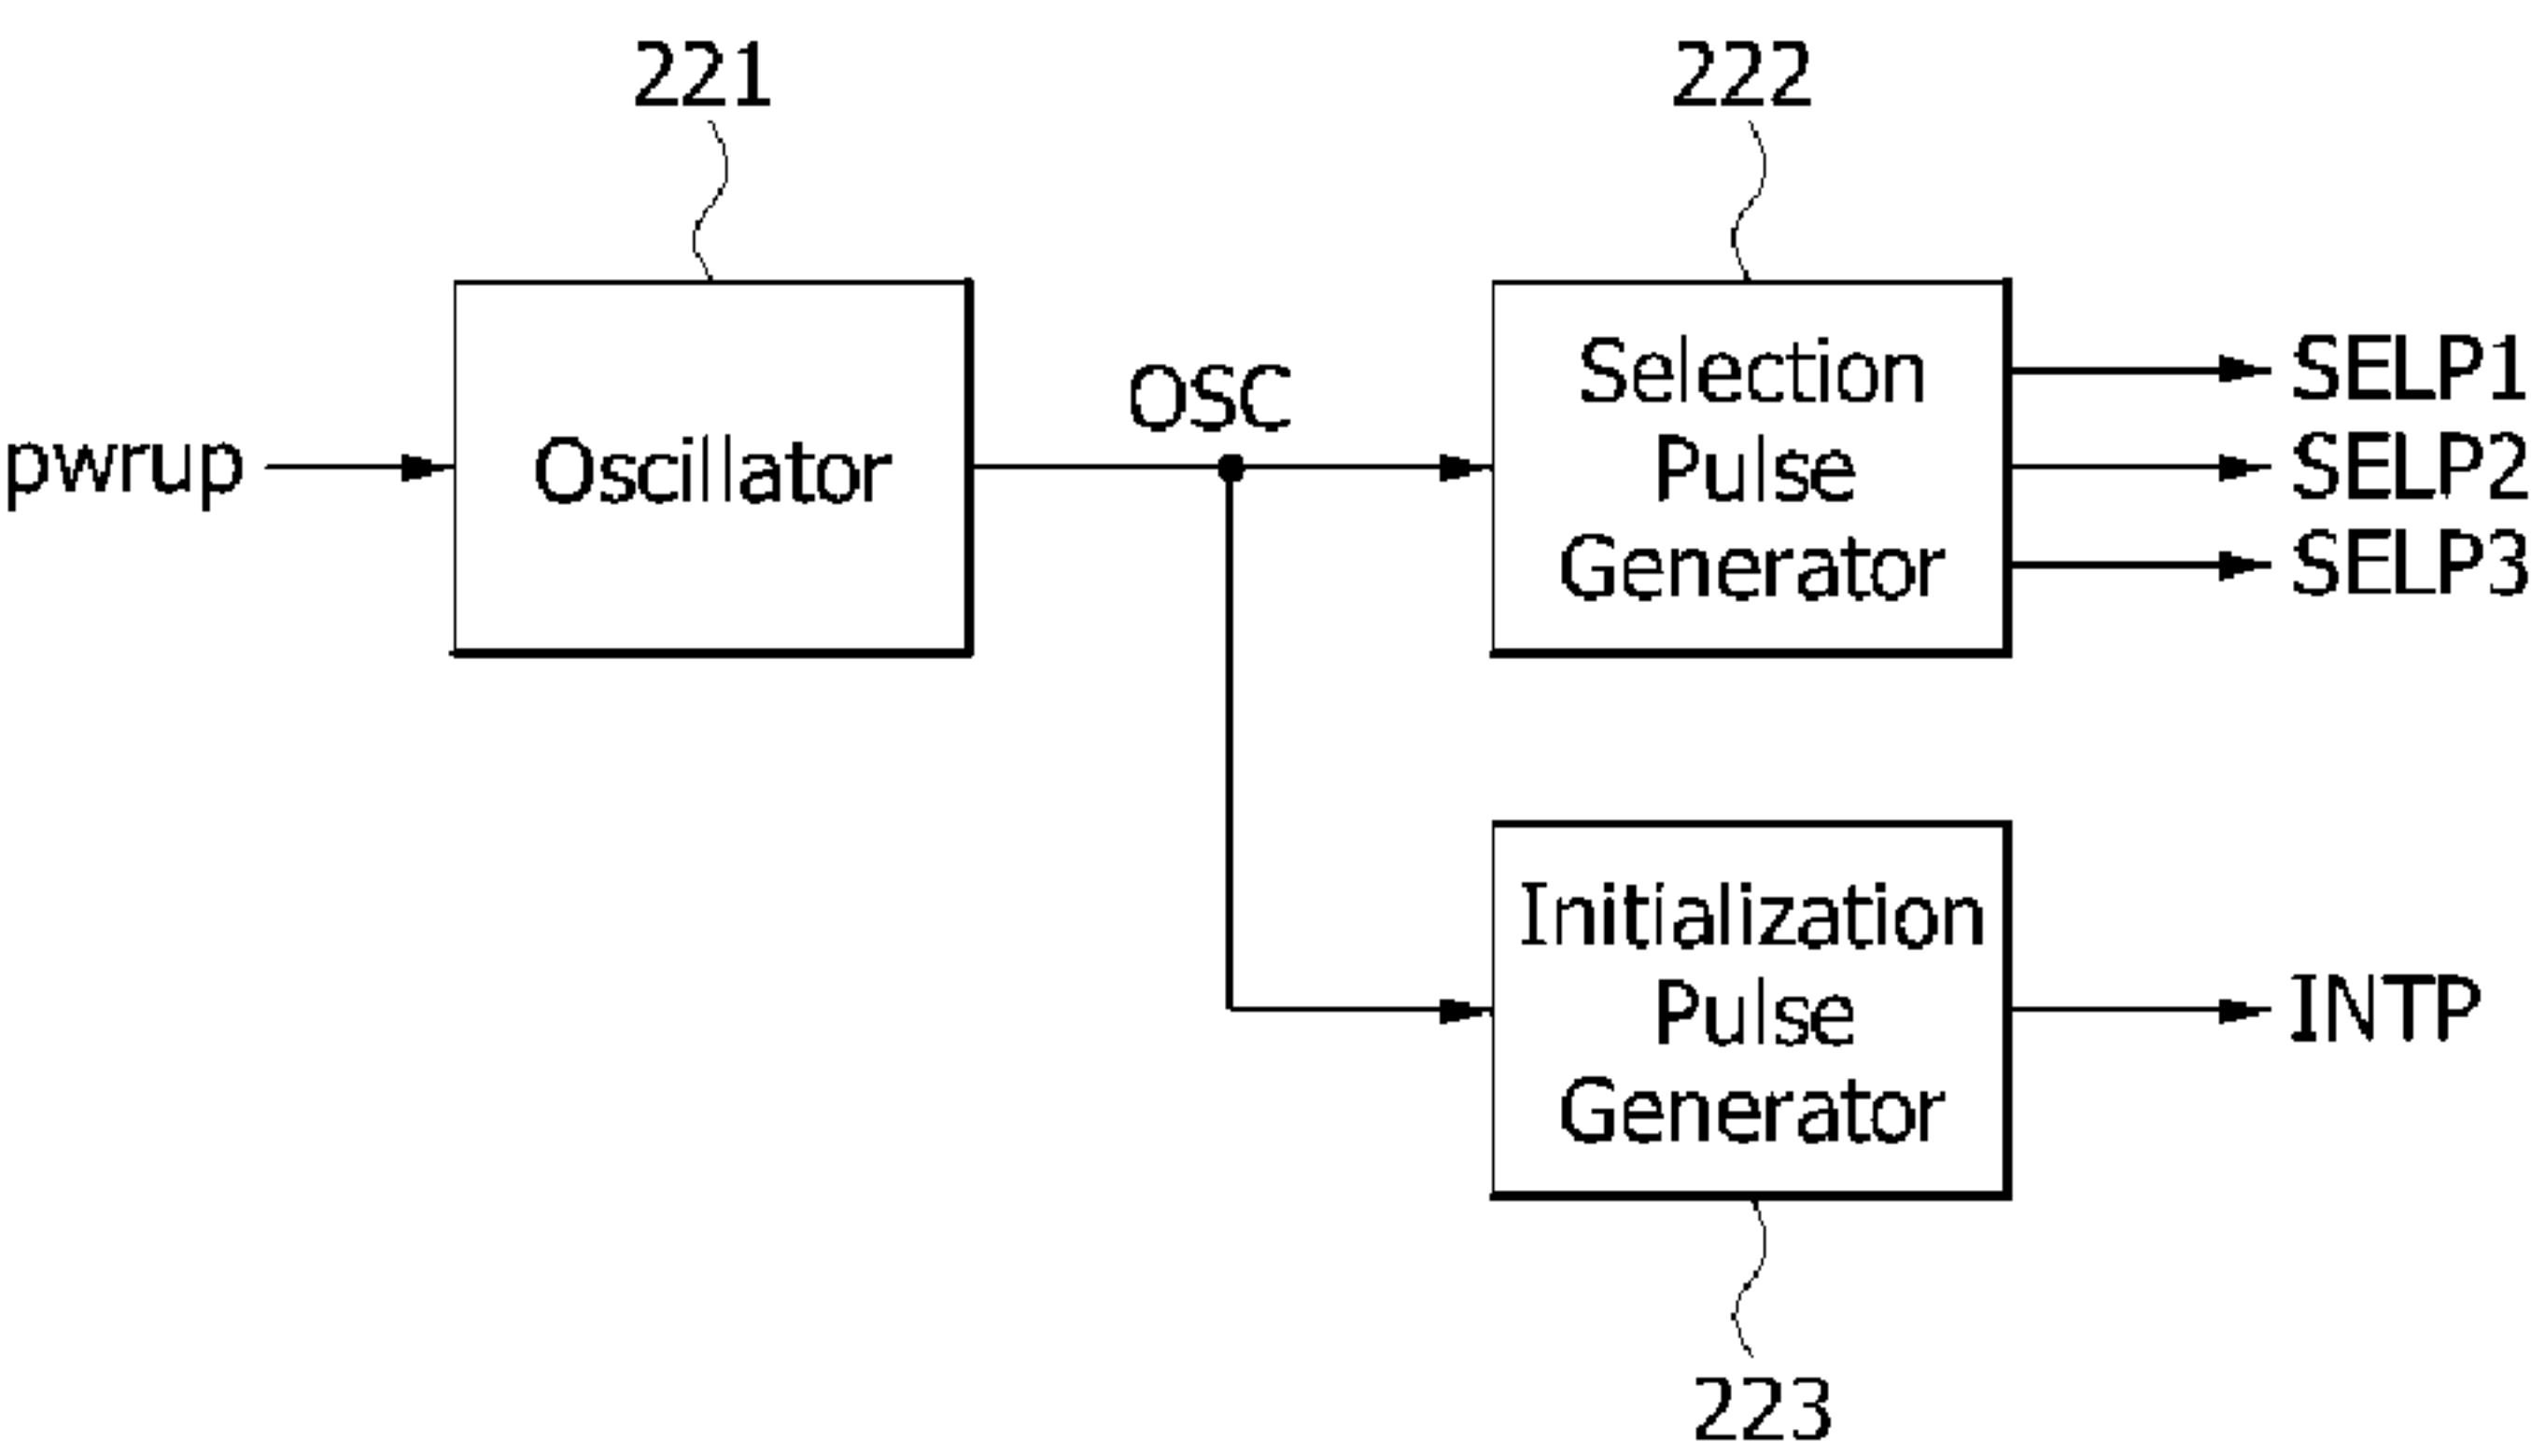 221
222
pwrup
Oscillator
OSC
Selection
Pulse
Generator
SELP1
SELP2
SELP3
Initialization
Pulse
Generator
INTP
223